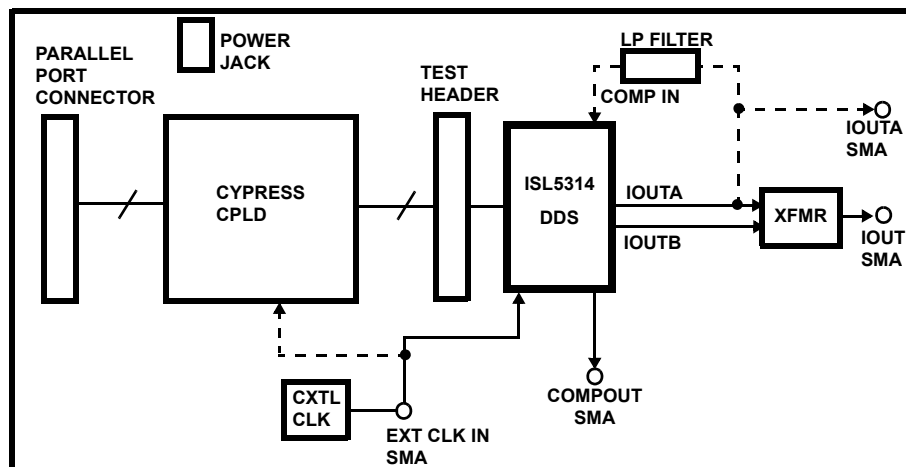 POWER
JACK
PARALLEL
PORT
CONNECTOR
TEST
HEADER
LP FILTER
COMP IN
IOUTA
SMA
CYPRESS
CPLD
ISL5314
DDS
IOUTA
IOUTB
XFMR
IOUT
SMA
CXTL
CLK
EXT CLK IN
SMA
COMPOUT
SMA